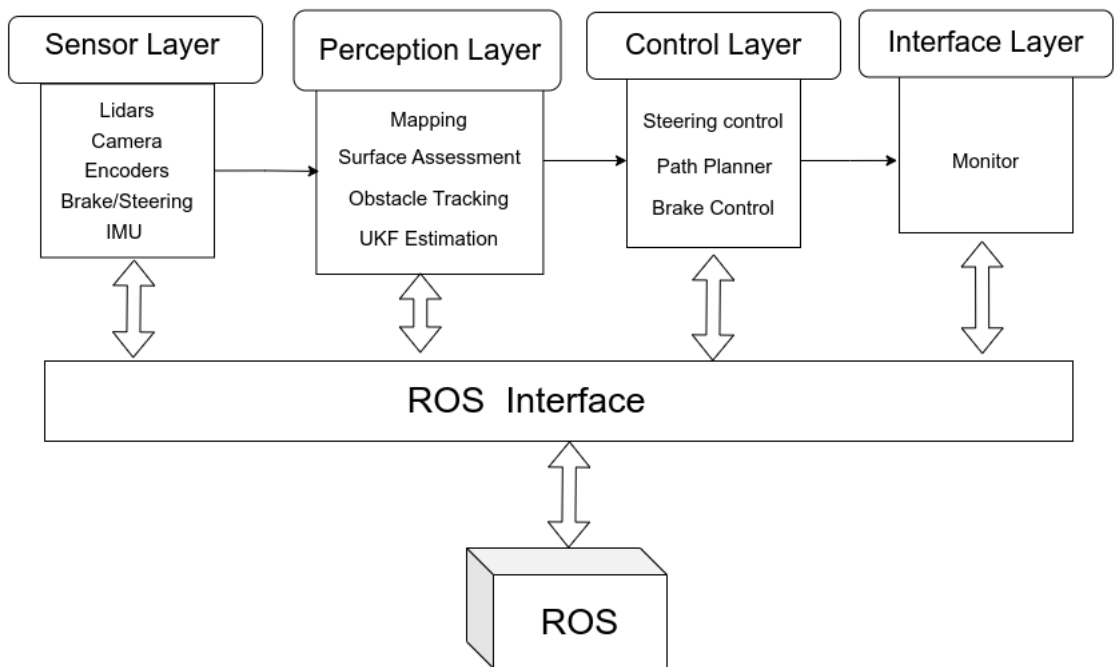 Sensor Layer
Lidars
Camera
Encoders
Brake/Steering
IMU
Perception Layer
Mapping
Surface Assessment
Obstacle Tracking
UKF Estimation
Control Layer
Steering control
Path Planner
Brake Control
Interface Layer
Monitor
ROS Interface
ROS